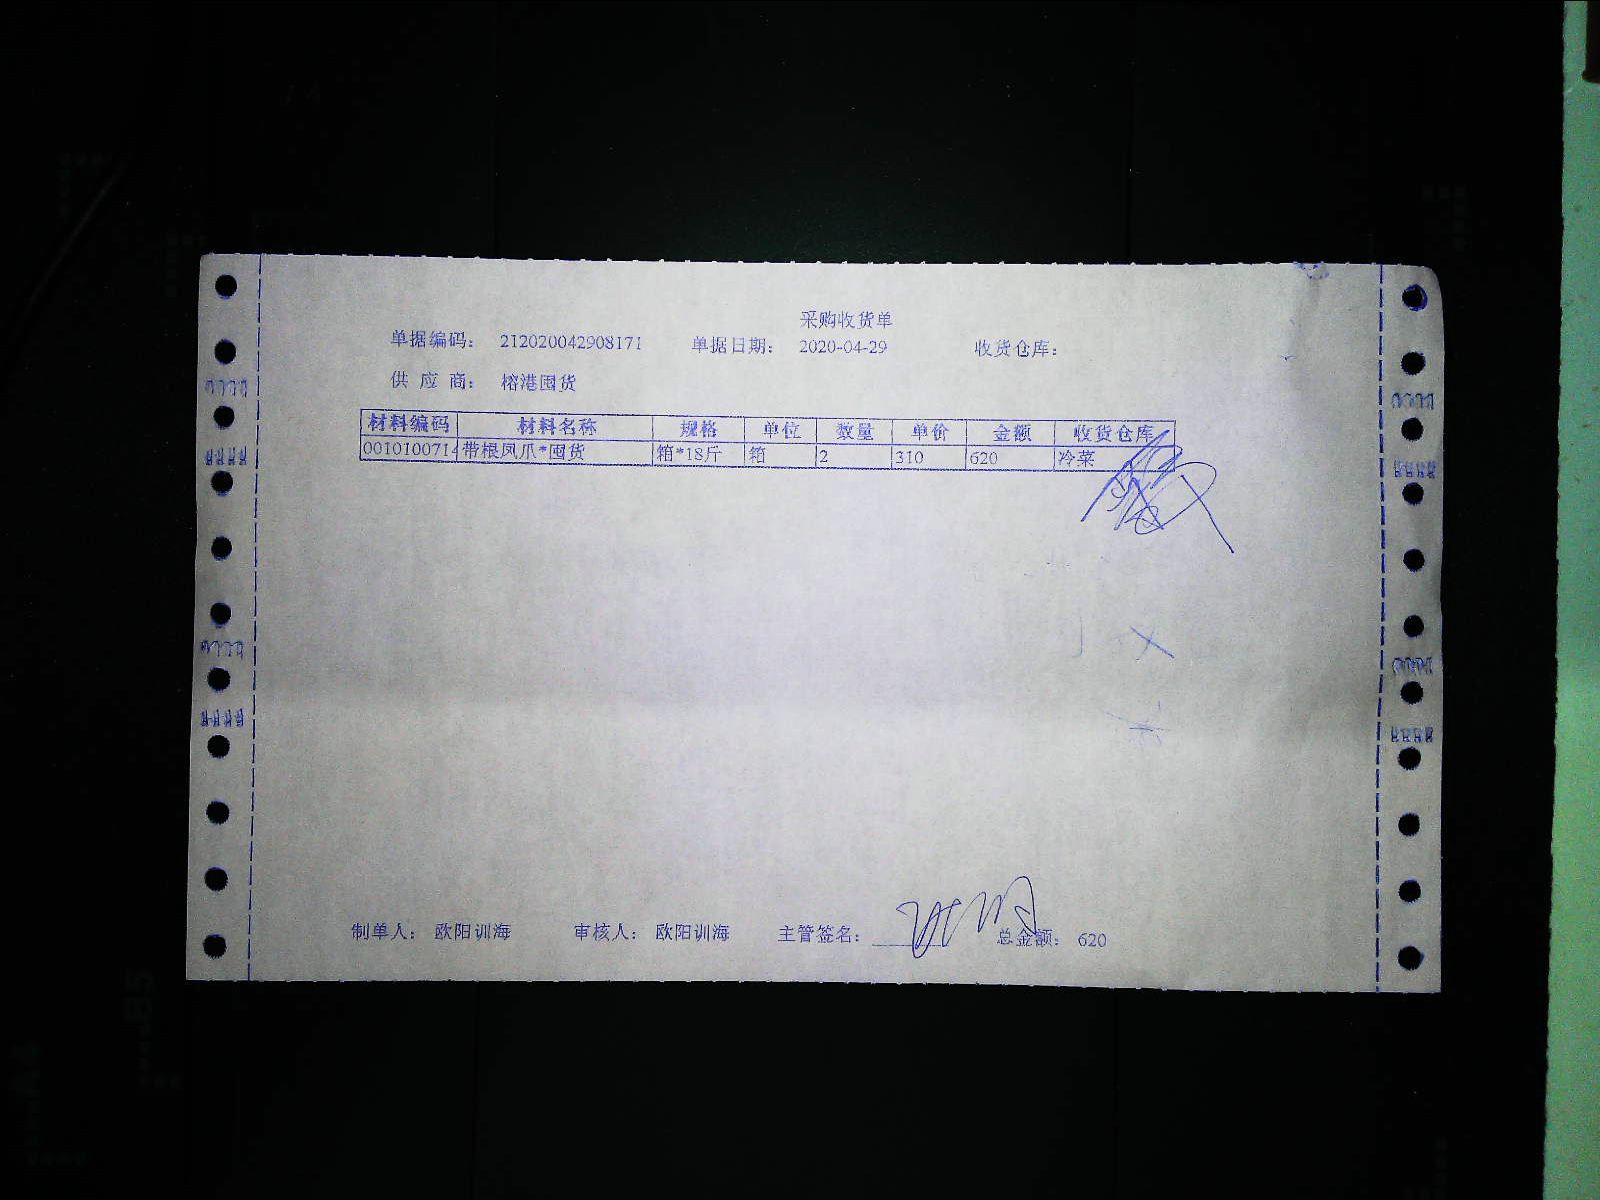 采购收货单
单据编码： 212020042908171 单据日期： 2020-04-29 收货仓库：
供 应 商： 榕港囤货
材料编码 材料名称 规格 单位 数量 单价 金额 收货仓库
0010100714 带根凤爪*囤货 箱*18斤 箱 2 310 620 冷菜
制单人： 欧阳训海 审核人： 欧阳训海 主管签名： 总金额： 620